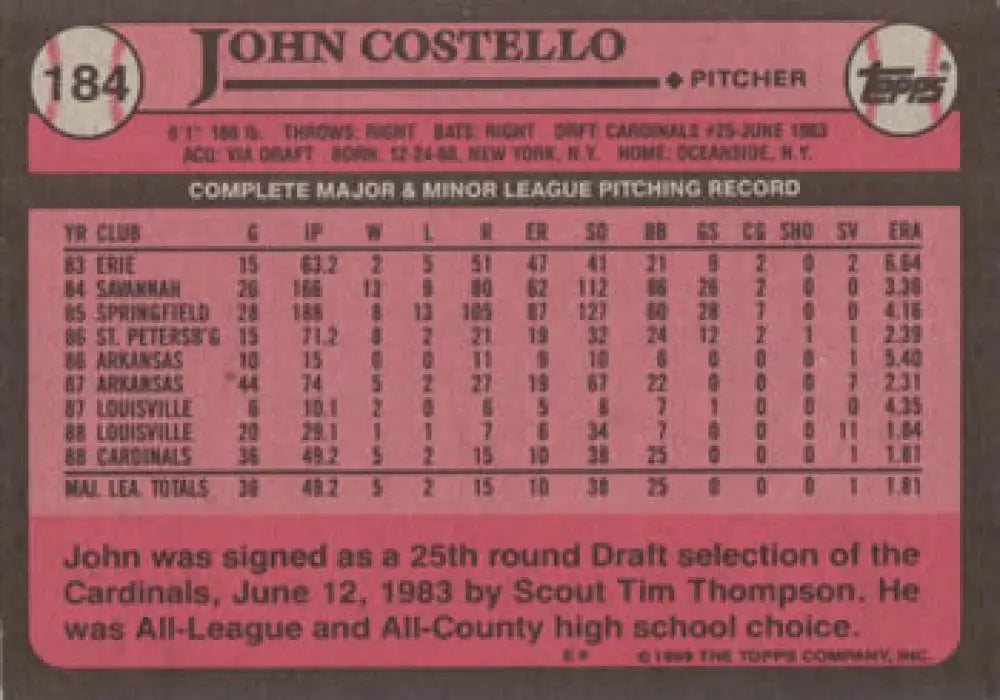 184
JOHN COSTELLO
PITCHER
TOPPS®
6'1" 180 lb. THROWS: RIGHT BATS: RIGHT DRFT: CARDINALS #25-JUNE 1983
ACQ: VIA DRAFT BORN: 12-24-60, NEW YORK, N.Y. HOME: OCEANSIDE, N.Y.
COMPLETE MAJOR & MINOR LEAGUE PITCHING RECORD
YR CLUB G IP W L R ER SO BB GS CG SHO SV ERA
83 ERIE 15 63.2 2 5 51 47 41 21 9 2 0 2 6.64
84 SAVANNAH 26 166 13 9 80 62 112 86 26 2 0 0 3.36
85 SPRINGFIELD 28 188 8 13 105 87 127 60 28 7 0 0 4.16
86 ST. PETERSB'G 15 71.2 8 2 21 19 32 24 12 2 1 1 2.39
86 ARKANSAS 10 15 0 0 11 9 10 6 0 0 0 1 5.40
87 ARKANSAS *44 74 5 2 27 19 67 22 0 0 0 7 2.31
87 LOUISVILLE 6 10.1 2 0 6 5 8 7 1 0 0 0 4.35
88 LOUISVILLE 20 29.1 1 1 7 6 34 7 0 0 0 11 1.84
88 CARDINALS 36 49.2 5 2 15 10 38 25 0 0 0 1 1.81
MAJ. LEA. TOTALS 36 49.2 5 2 15 10 38 25 0 0 0 1 1.81
John was signed as a 25th round Draft selection of the
Cardinals, June 12, 1983 by Scout Tim Thompson. He
was All-League and All-County high school choice.
© 1989 THE TOPPS COMPANY, INC.